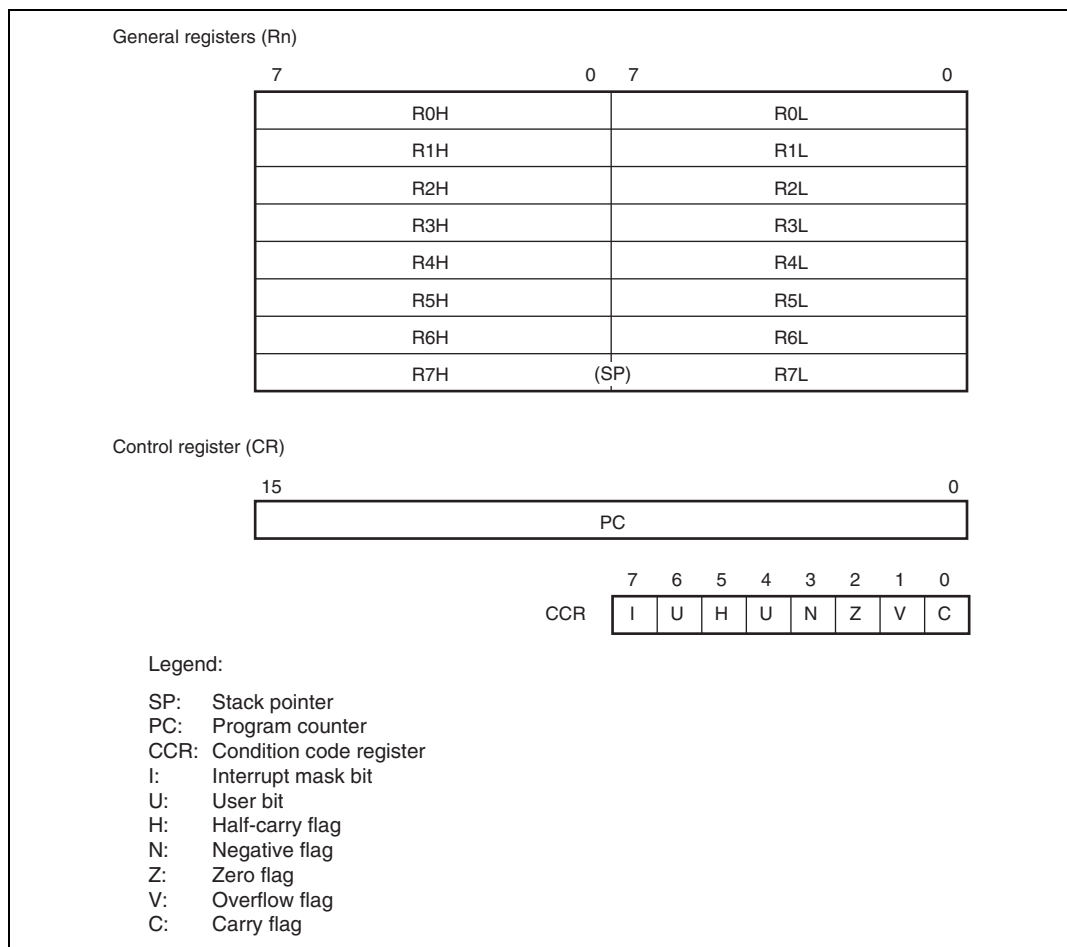 General registers (Rn)
7 0 7 0
R0H R0L
R1H R1L
R2H R2L
R3H R3L
R4H R4L
R5H R5L
R6H R6L
R7H (SP) R7L
Control register (CR)
15 0
PC
7 6 5 4 3 2 1 0
CCR I U H U N Z V C
Legend:
SP: Stack pointer
PC: Program counter
CCR: Condition code register
I: Interrupt mask bit
U: User bit
H: Half-carry flag
N: Negative flag
Z: Zero flag
V: Overflow flag
C: Carry flag